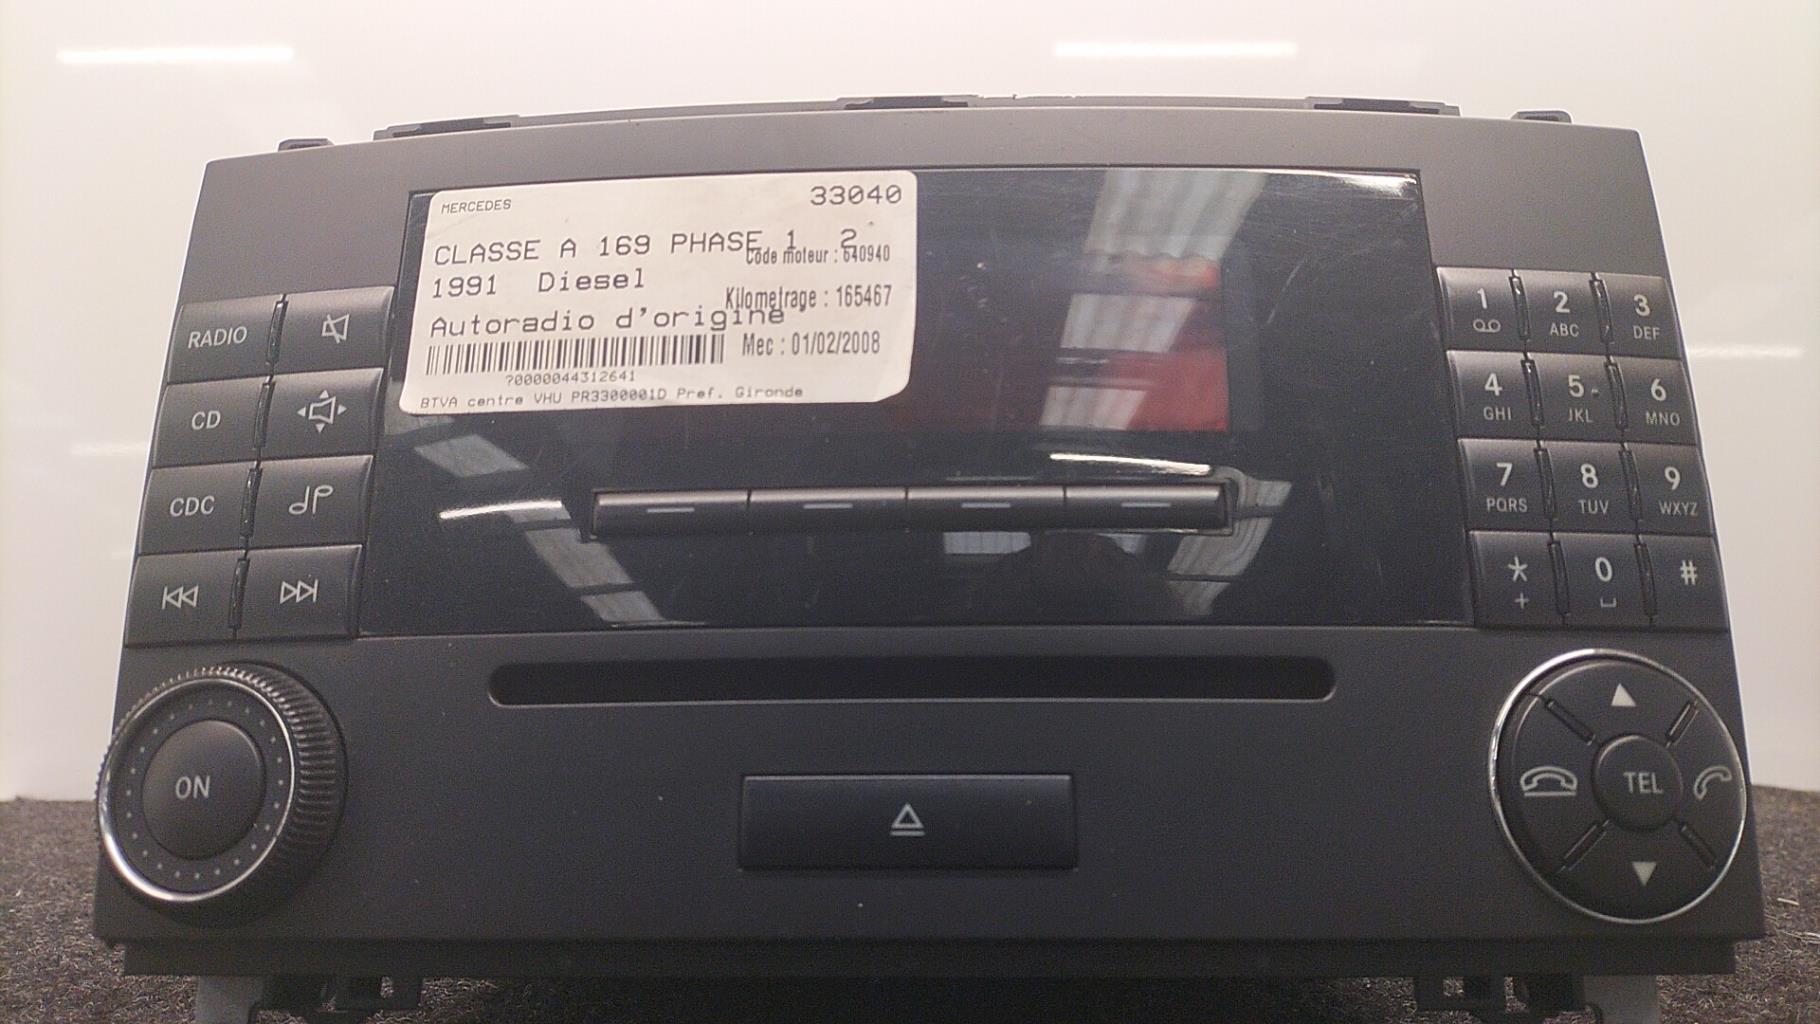 MERCEDES 33040
CLASSE A 169 PHASE 1 2
Code moteur : 640940
1991 Diesel
Kilometrage : 165467
Autoradio d'origine
Mec : 01/02/2008
?0000044312641
BTVA centre VHU PR3300001D Pref. Gironde
RADIO
CD
CDC
ON
1 2 ABC 3 DEF
4 GHI 5 JKL 6 MNO
7 PQRS 8 TUV 9 WXYZ
* + 0 #
TEL